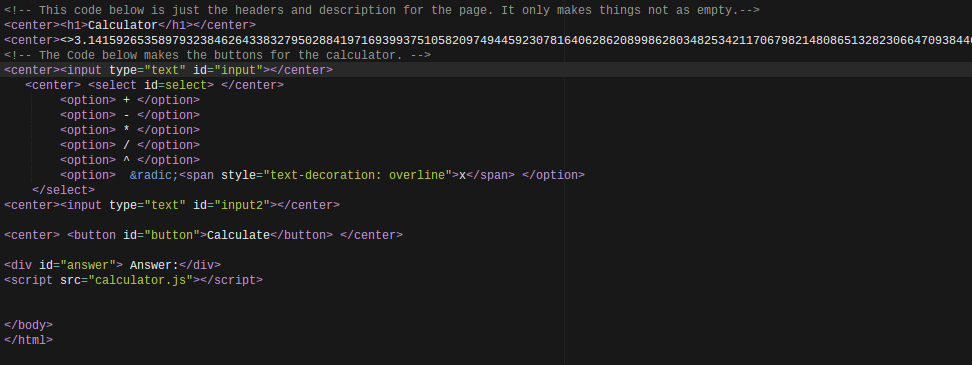 <!-- This code below is just the headers and description for the page. It only makes things not as empty.-->
<center><h1>Calculator</h1></center>
<center><>3.14159265358979323846264338327950288419716939937510582097494459230781640628620899862803482534211706798214808651328230664709384460
<!-- The Code below makes the buttons for the calculator. -->
<center><input type="text" id="input"></center>
<center> <select id=select> </center>
<option> + </option>
<option> - </option>
<option> * </option>
<option> / </option>
<option> ^ </option>
<option>  &radic;<span style="text-decoration: overline">x</span> </option>
</select>
<center><input type="text" id="input2"></center>
<center> <button id="button">Calculate</button> </center>
<div id="answer"> Answer:</div>
<script src="calculator.js"></script>
</body>
</html>